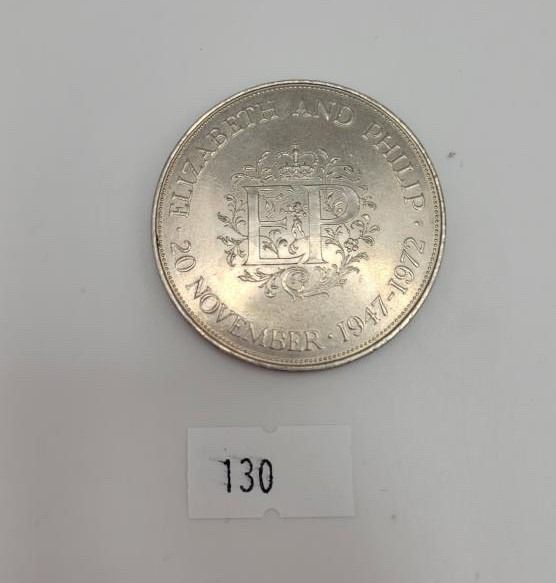 · ELIZABETH AND PHILIP ·
20 NOVEMBER · 1947-1972
EP
130